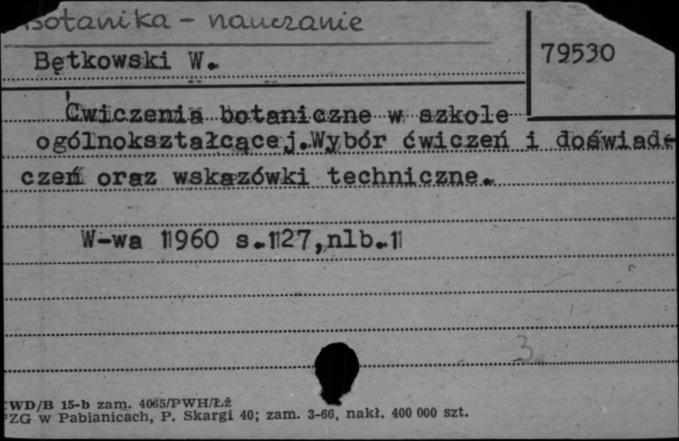 Botanika - nauczanie
Bętkowski W.
79530
Ćwiczenia botaniczne w szkole
ogólnokształcącej.Wybór ćwiczeń i doświad-
czeń oraz wskazówki techniczne.
W-wa 1960 s.127,nlb.1
3
WD/B 15-b zam. 4065/PWH/Łź
PZG w Pabianicach, P. Skargi 40; zam. 3-66, nakł. 400 000 szt.